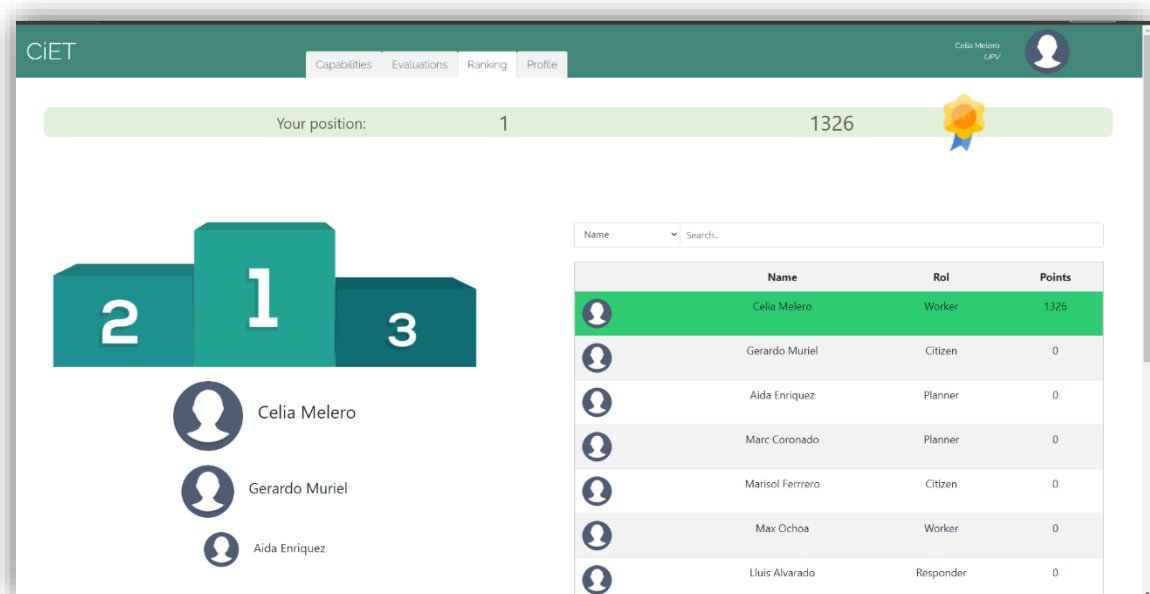 CiET
Capabilities Evaluations Ranking Profile
Celia Melero
UPV
Your position: 1 1326
2 1 3
Celia Melero
Gerardo Muriel
Aida Enriquez
Name Search..
Name Rol Points
Celia Melero Worker 1326
Gerardo Muriel Citizen 0
Aida Enriquez Planner 0
Marc Coronado Planner 0
Marisol Ferrrero Citizen 0
Max Ochoa Worker 0
Lluis Alvarado Responder 0